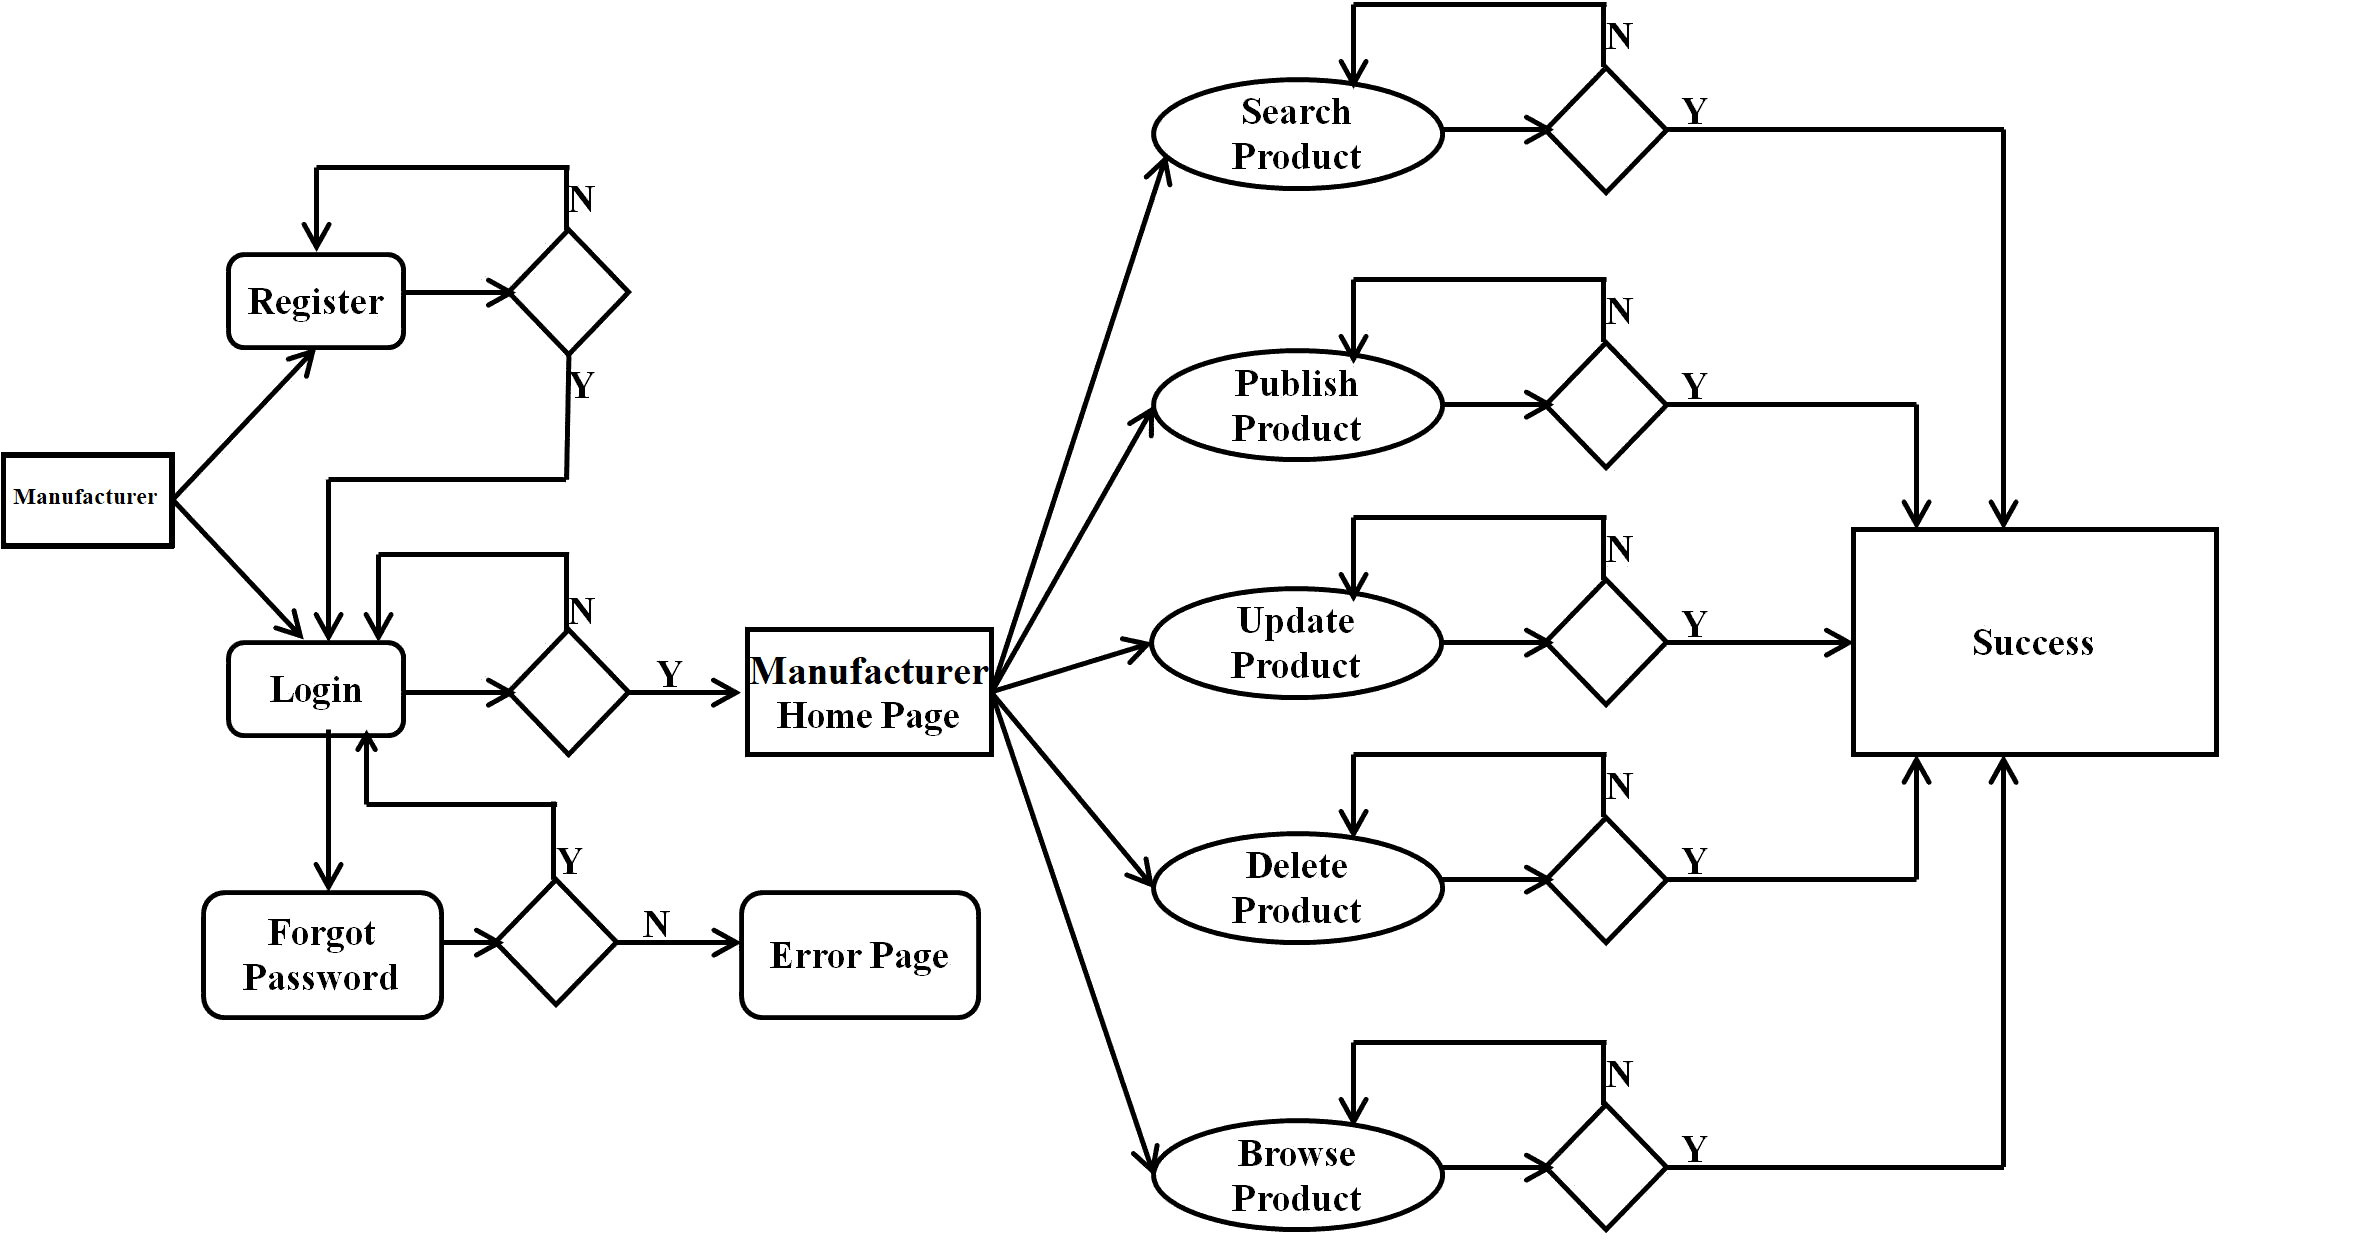 N
Search
Product
Y
N
Register
Y
Manufacturer
N
Publish
Product
Y
N
Login
Y
Manufacturer
Home Page
N
Update
Product
Y
Success
Y
Forgot
Password
N
Error Page
N
Delete
Product
Y
N
Browse
Product
Y